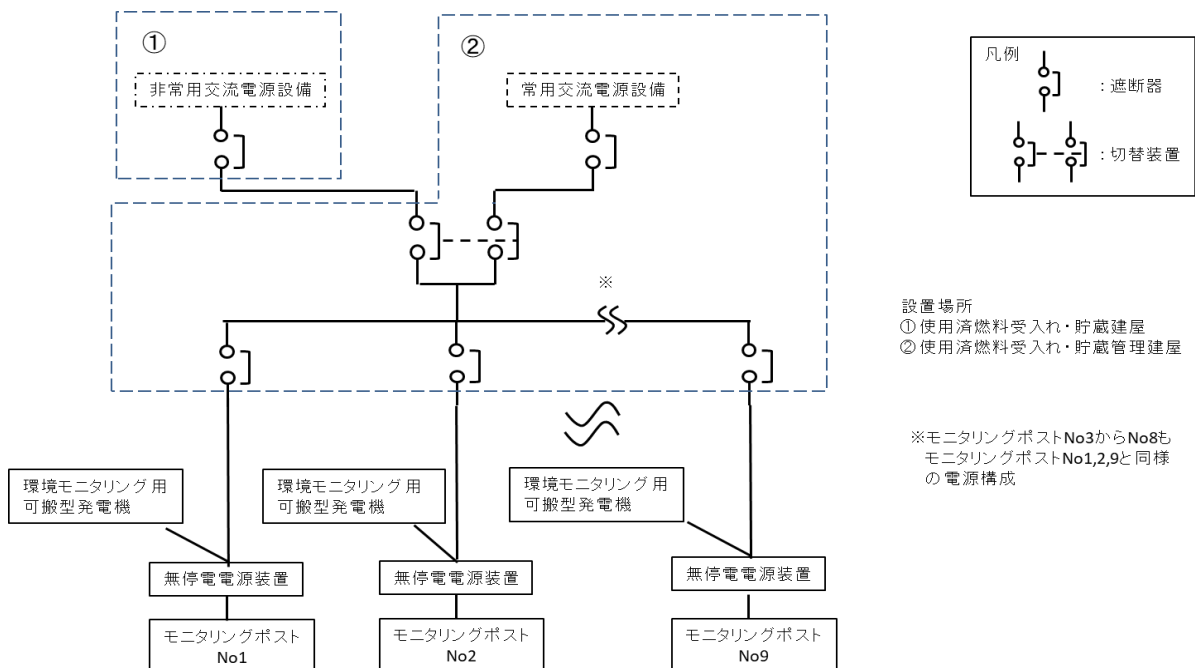 ①
②
非常用交流電源設備
常用交流電源設備
凡例
：遮断器
：切替装置
※
設置場所
①使用済燃料受入れ・貯蔵建屋
②使用済燃料受入れ・貯蔵管理建屋
※モニタリングポストNo3からNo8も
モニタリングポストNo1,2,9と同様
の電源構成
環境モニタリング用
可搬型発電機
環境モニタリング用
可搬型発電機
環境モニタリング用
可搬型発電機
無停電電源装置
無停電電源装置
無停電電源装置
モニタリングポスト
No1
モニタリングポスト
No2
モニタリングポスト
No9